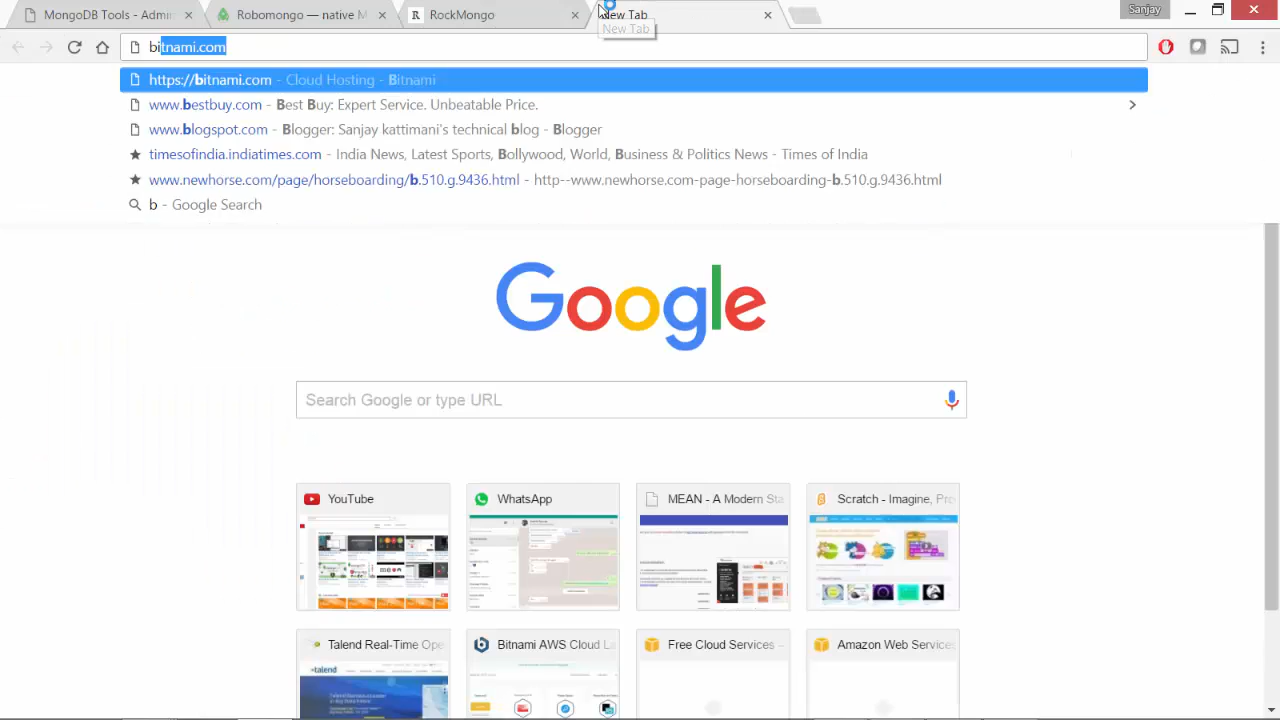 MongoDB Tools - Admin
Robomongo — native M
RockMongo
New Tab
Sanjay
New Tab
bitnami.com
https://bitnami.com - Cloud Hosting - Bitnami
www.bestbuy.com - Best Buy: Expert Service. Unbeatable Price.
www.blogspot.com - Blogger: Sanjay kattimani's technical blog - Blogger
timesofindia.indiatimes.com - India News, Latest Sports, Bollywood, World, Business & Politics News - Times of India
www.newhorse.com/page/horseboarding/b.510.g.9436.html - http--www.newhorse.com-page-horseboarding-b.510.g.9436.html
b - Google Search
Google
Search Google or type URL
YouTube
WhatsApp
MEAN - A Modern Sta
Scratch - Imagine, Pro
Talend Real-Time Ope
Bitnami AWS Cloud La
Free Cloud Services –
Amazon Web Services
talend